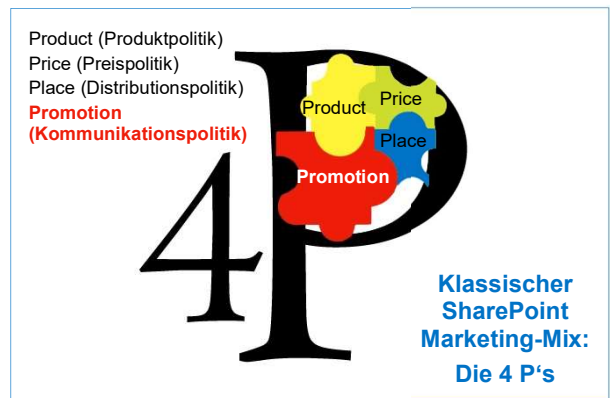 Product (Produktpolitik)
Price (Preispolitik)
Place (Distributionspolitik)
Promotion
(Kommunikationspolitik)
Product
Price
Place
Promotion
4P
Klassischer
SharePoint
Marketing-Mix:
Die 4 P‘s